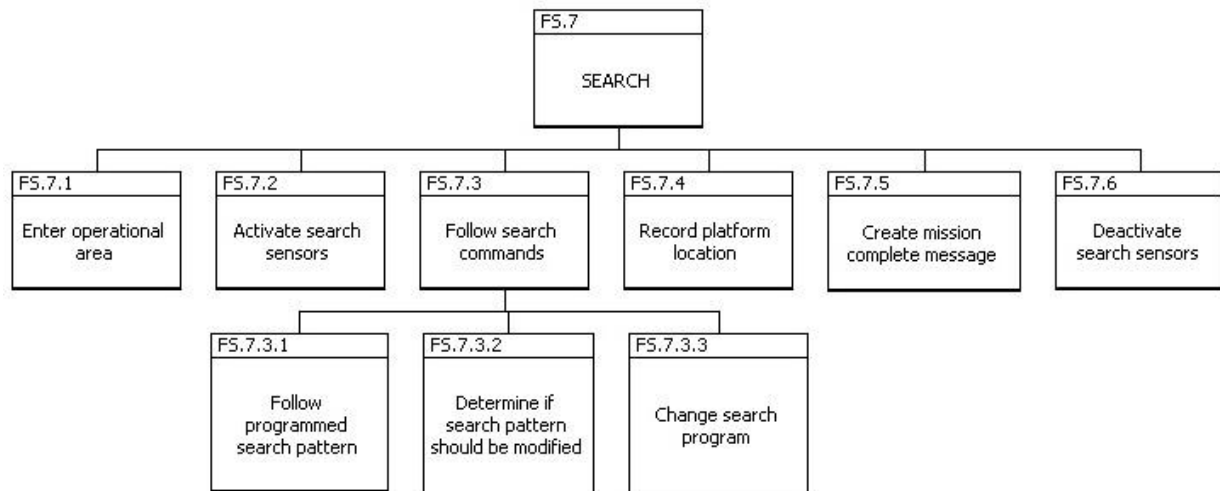 FS.7
SEARCH
FS.7.1
Enter operational
area
FS.7.2
Activate search
sensors
FS.7.3
Follow search
commands
FS.7.4
Record platform
location
FS.7.5
Create mission
complete message
FS.7.6
Deactivate
search sensors
FS.7.3.1
Follow
programmed
search pattern
FS.7.3.2
Determine if
search pattern
should be modified
FS.7.3.3
Change search
program